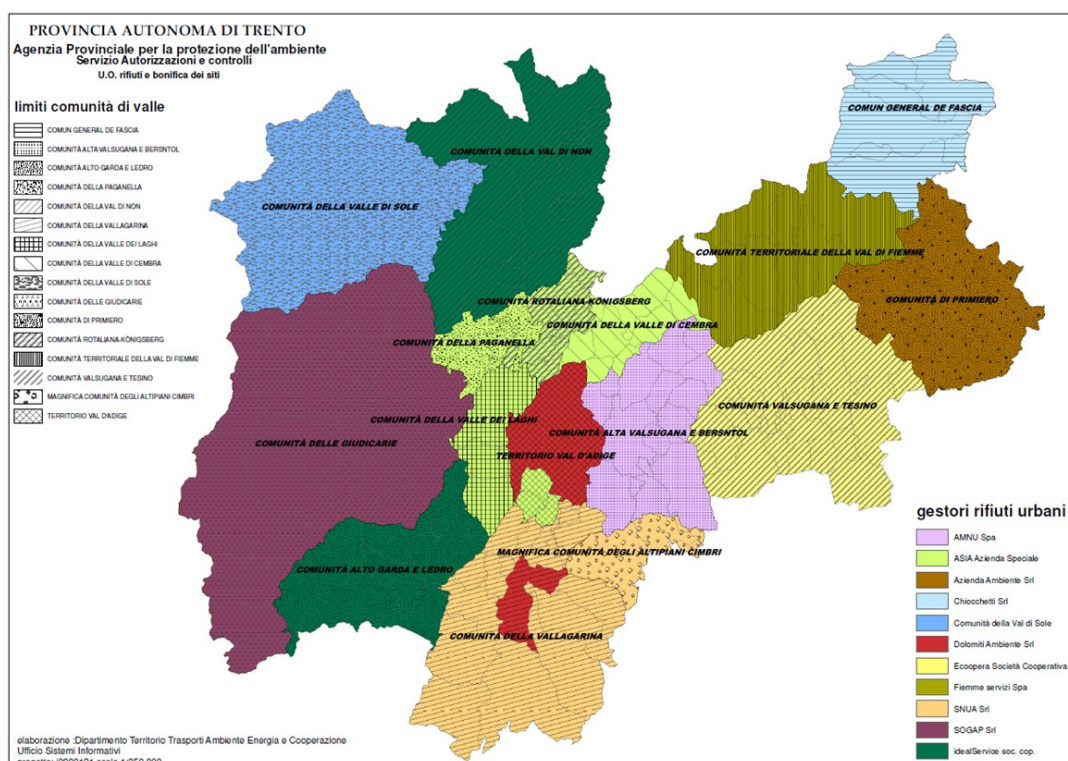 PROVINCIA AUTONOMA DI TRENTO
Agenzia Provinciale per la protezione dell'ambiente
Servizio Autorizzazioni e controlli
U.O. rifiuti e bonifica dei siti
limiti comunità di valle
COMUN GENERAL DE FASCIA
COMUNITÀ ALTA VALSUGANA E BERSNTOL
COMUNITÀ ALTO GARDA E LEDRO
COMUNITÀ DELLA PAGANELLA
COMUNITÀ DELLA VAL DI NON
COMUNITÀ DELLA VALLAGARINA
COMUNITÀ DELLA VALLE DEI LAGHI
COMUNITÀ DELLA VALLE DI CEMBRA
COMUNITÀ DELLA VALLE DI SOLE
COMUNITÀ DELLE GIUDICARIE
COMUNITÀ DI PRIMIERO
COMUNITÀ ROTALIANA-KÖNIGSBERG
COMUNITÀ TERRITORIALE DELLA VAL DI FIEMME
COMUNITÀ VALSUGANA E TESINO
MAGNIFICA COMUNITÀ DEGLI ALTIPIANI CIMBRI
TERRITORIO VAL D'ADIGE
COMUN GENERAL DE FASCIA
COMUNITÀ DELLA VAL DI NON
COMUNITÀ DELLA VALLE DI SOLE
COMUNITÀ TERRITORIALE DELLA VAL DI FIEMME
COMUNITÀ DI PRIMIERO
COMUNITÀ ROTALIANA-KÖNIGSBERG
COMUNITÀ DELLA VALLE DI CEMBRA
COMUNITÀ DELLA PAGANELLA
COMUNITÀ VALSUGANA E TESINO
COMUNITÀ DELLA VALLE DEI LAGHI
COMUNITÀ ALTA VALSUGANA E BERSNTOL
COMUNITÀ DELLE GIUDICARIE
TERRITORIO VAL D'ADIGE
MAGNIFICA COMUNITÀ DEGLI ALTIPIANI CIMBRI
COMUNITÀ ALTO GARDA E LEDRO
COMUNITÀ DELLA VALLAGARINA
gestori rifiuti urbani
AMNU Spa
ASIA Azienda Speciale
Azienda Ambiente Srl
Chiocchetti Srl
Comunità della Val di Sole
Dolomiti Ambiente Srl
Ecoopera Società Cooperativa
Fiemme servizi Spa
SNUA Srl
SOGAP Srl
idealService soc. cop.
elaborazione :Dipartimento Territorio Trasporti Ambiente Energia e Cooperazione
Ufficio Sistemi Informativi